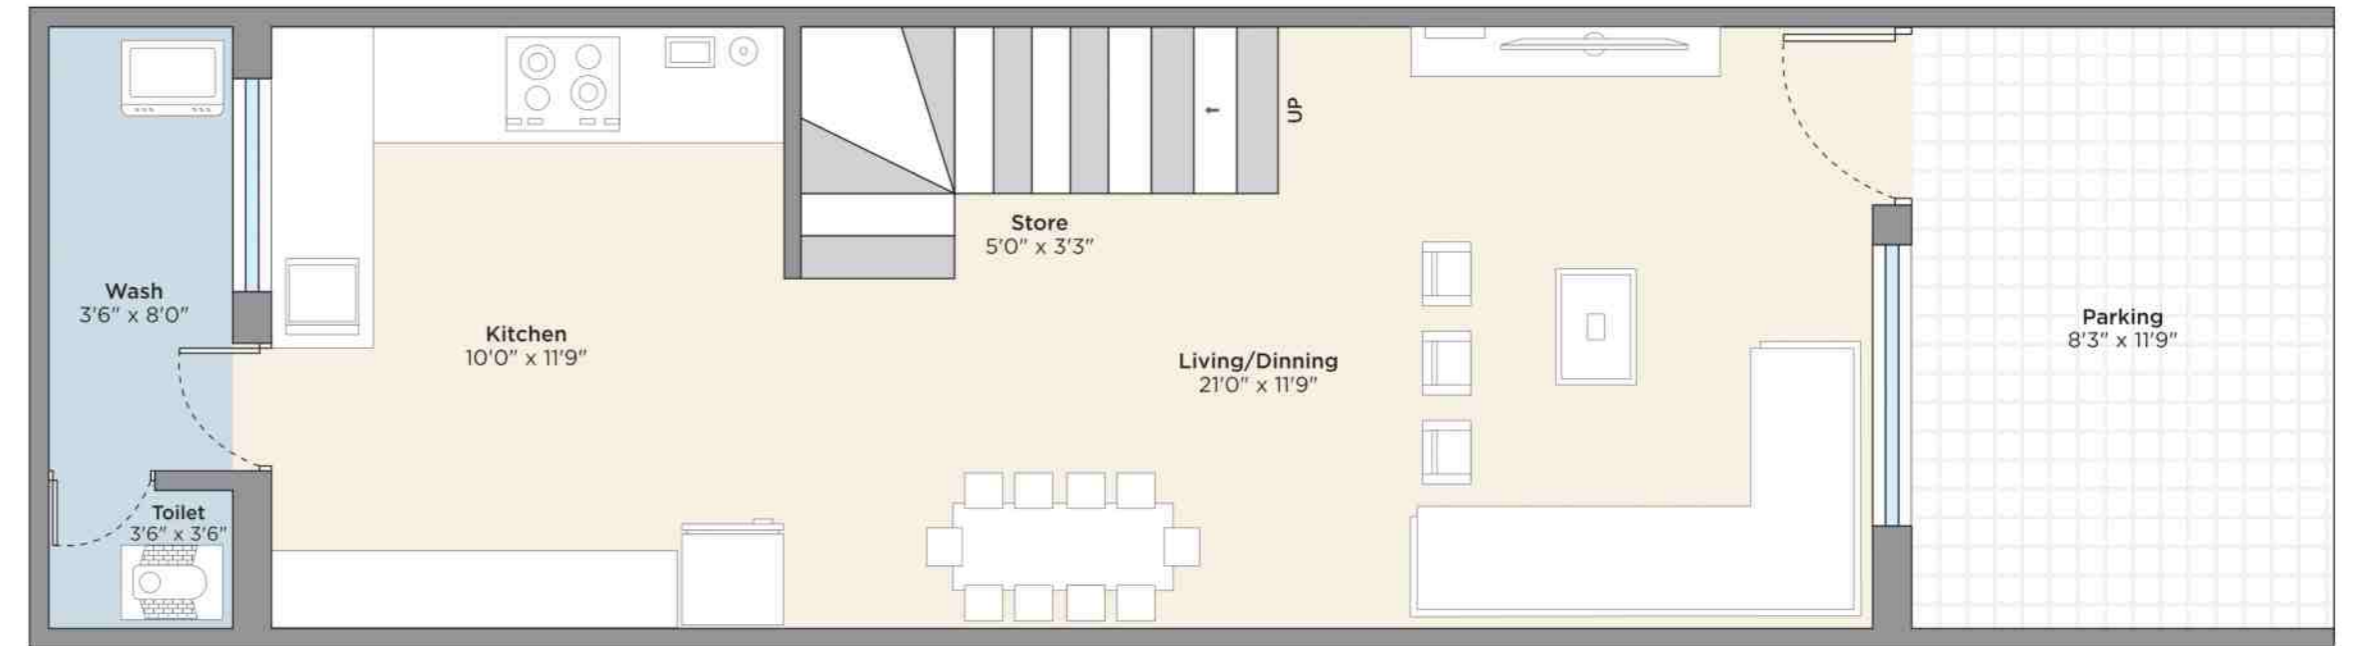 UP
Store
5'0" x 3'3"
Wash
3'6" x 8'0"
Kitchen
10'0" x 11'9"
Living/Dinning
21'0" x 11'9"
Parking
8'3" x 11'9"
Toilet
3'6" x 3'6"